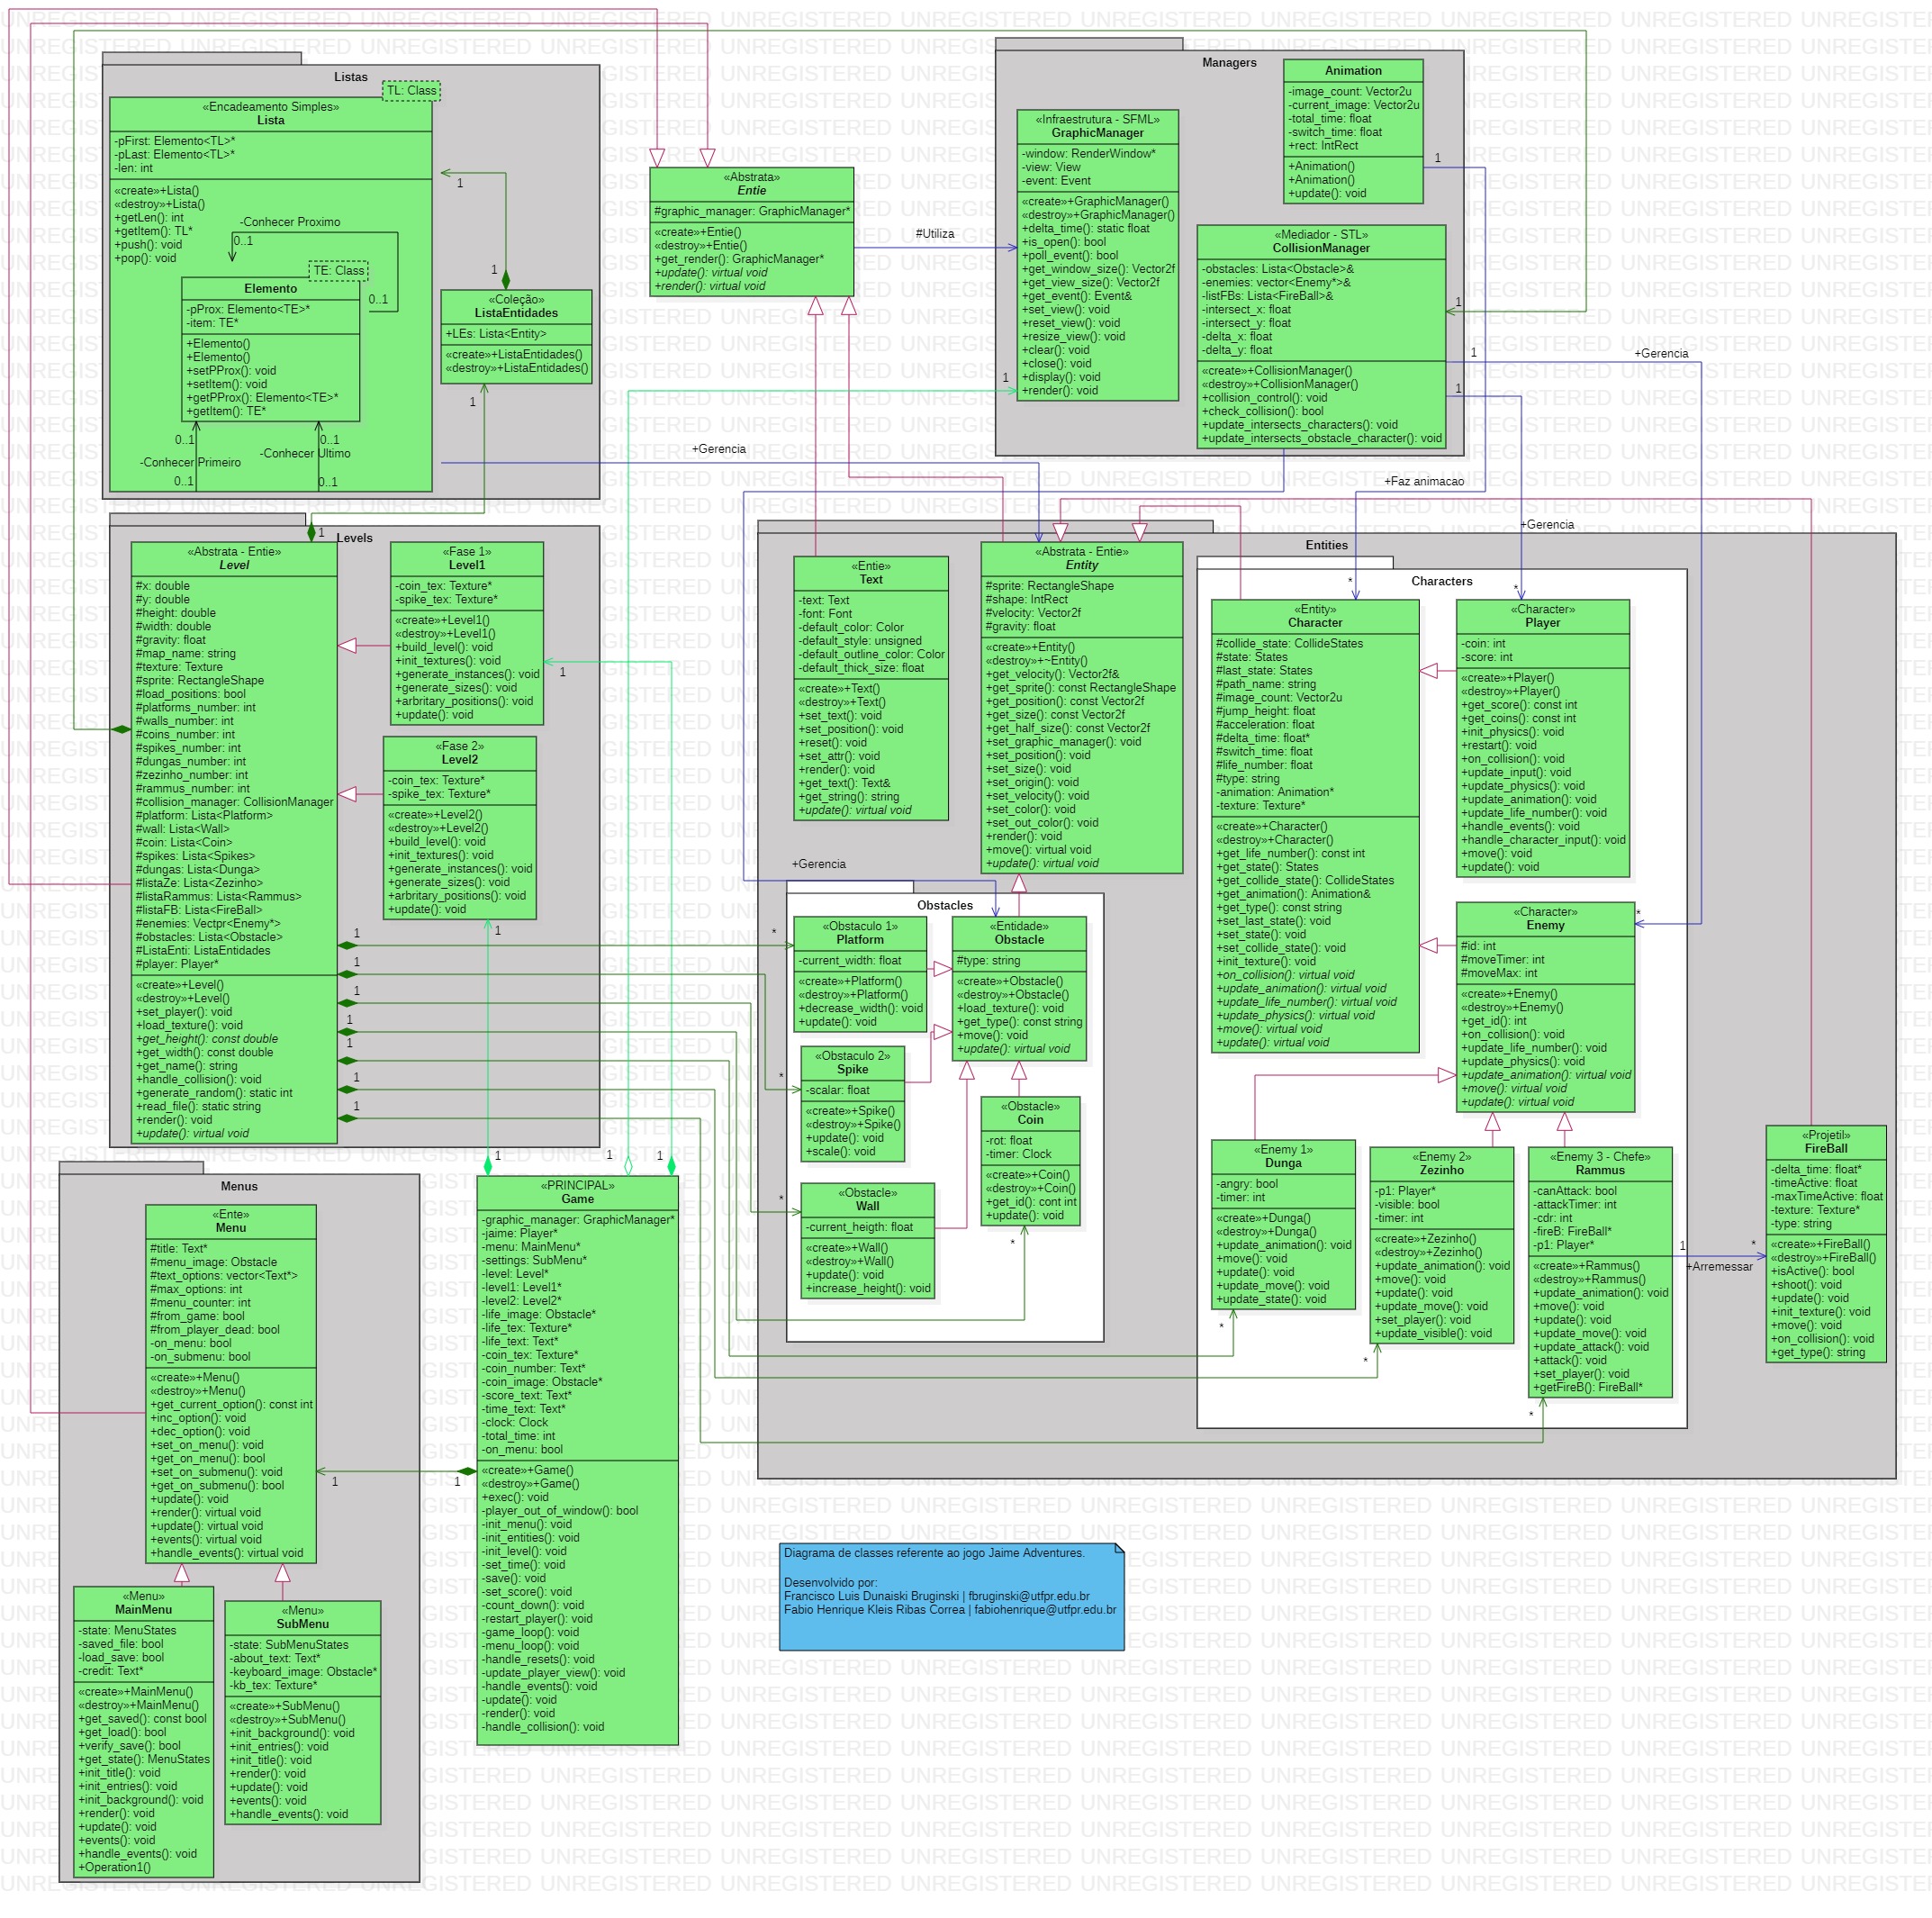 Listas
TL: Class
«Encadeamento Simples»
Lista
-pFirst: Elemento<TL>*
-pLast: Elemento<TL>*
-len: int
«create»+Lista()
«destroy»+Lista()
+getLen(): int
+getItem(): TL*
+push(): void
+pop(): void
-Conhecer Proximo
0..1
TE: Class
0..1
Elemento
-pProx: Elemento<TE>*
-item: TE*
+Elemento()
+Elemento()
+setPProx(): void
+setItem(): void
+getPProx(): Elemento<TE>*
+getItem(): TE*
0..1
0..1
-Conhecer Primeiro
-Conhecer Ultimo
0..1
0..1
1
1
«Coleção»
ListaEntidades
+LEs: Lista<Entity>
«create»+ListaEntidades()
«destroy»+ListaEntidades()
1
«Abstrata»
Entie
#graphic_manager: GraphicManager*
«create»+Entie()
«destroy»+Entie()
+get_render(): GraphicManager*
+update(): virtual void
+render(): virtual void
#Utiliza
+Gerencia
Managers
«Infraestrutura - SFML»
GraphicManager
-window: RenderWindow*
-view: View
-event: Event
«create»+GraphicManager()
«destroy»+GraphicManager()
+delta_time(): static float
+is_open(): bool
+poll_event(): bool
+get_window_size(): Vector2f
+get_view_size(): Vector2f
+get_event(): Event&
+set_view(): void
+reset_view(): void
+resize_view(): void
+clear(): void
+close(): void
+display(): void
+render(): void
1
Animation
-image_count: Vector2u
-current_image: Vector2u
-total_time: float
-switch_time: float
+rect: IntRect
+Animation()
+Animation()
+update(): void
1
«Mediador - STL»
CollisionManager
-obstacles: Lista<Obstacle>&
-enemies: vector<Enemy*>&
-listFBs: Lista<FireBall>&
-intersect_x: float
-intersect_y: float
-delta_x: float
-delta_y: float
«create»+CollisionManager()
«destroy»+CollisionManager()
+collision_control(): void
+check_collision(): bool
+update_intersects_characters(): void
+update_intersects_obstacle_character(): void
1
1
1
+Gerencia
+Faz animacao
+Gerencia
Levels
1
«Abstrata - Entie»
Level
#x: double
#y: double
#height: double
#width: double
#gravity: float
#map_name: string
#texture: Texture
#sprite: RectangleShape
#load_positions: bool
#platforms_number: int
#walls_number: int
#coins_number: int
#spikes_number: int
#dungas_number: int
#zezinho_number: int
#rammus_number: int
#collision_manager: CollisionManager
#platform: Lista<Platform>
#wall: Lista<Wall>
#coin: Lista<Coin>
#spikes: Lista<Spikes>
#dungas: Lista<Dunga>
#listaZe: Lista<Zezinho>
#listaRammus: Lista<Rammus>
#listaFB: Lista<FireBall>
#enemies: Vectpr<Enemy*>
#obstacles: Lista<Obstacle>
#ListaEnti: ListaEntidades
#player: Player*
«create»+Level()
«destroy»+Level()
+set_player(): void
+load_texture(): void
+get_height(): const double
+get_width(): const double
+get_name(): string
+handle_collision(): void
+generate_random(): static int
+read_file(): static string
+render(): void
+update(): virtual void
«Fase 1»
Level1
-coin_tex: Texture*
-spike_tex: Texture*
«create»+Level1()
«destroy»+Level1()
+build_level(): void
+init_textures(): void
+generate_instances(): void
+generate_sizes(): void
+arbritary_positions(): void
+update(): void
1
«Fase 2»
Level2
-coin_tex: Texture*
-spike_tex: Texture*
«create»+Level2()
«destroy»+Level2()
+build_level(): void
+init_textures(): void
+generate_instances(): void
+generate_sizes(): void
+arbritary_positions(): void
+update(): void
1
1
1
1
1
1
1
1
Entities
«Entie»
Text
-text: Text
-font: Font
-default_color: Color
-default_style: unsigned
-default_outline_color: Color
-default_thick_size: float
«create»+Text()
«destroy»+Text()
+set_text(): void
+set_position(): void
+reset(): void
+set_attr(): void
+render(): void
+get_text(): Text&
+get_string(): string
+update(): virtual void
«Abstrata - Entie»
Entity
#sprite: RectangleShape
#shape: IntRect
#velocity: Vector2f
#gravity: float
«create»+Entity()
«destroy»+~Entity()
+get_velocity(): Vector2f&
+get_sprite(): const RectangleShape
+get_position(): const Vector2f
+get_size(): const Vector2f
+get_half_size(): const Vector2f
+set_graphic_manager(): void
+set_position(): void
+set_size(): void
+set_origin(): void
+set_velocity(): void
+set_color(): void
+set_out_color(): void
+render(): void
+move(): virtual void
+update(): virtual void
+Gerencia
Characters
*
*
«Entity»
Character
#collide_state: CollideStates
#state: States
#last_state: States
#path_name: string
#image_count: Vector2u
#jump_height: float
#acceleration: float
#delta_time: float*
#switch_time: float
#life_number: float
#type: string
-animation: Animation*
-texture: Texture*
«create»+Character()
«destroy»+Character()
+get_life_number(): const int
+get_state(): States
+get_collide_state(): CollideStates
+get_animation(): Animation&
+get_type(): const string
+set_last_state(): void
+set_state(): void
+set_collide_state(): void
+init_texture(): void
+on_collision(): virtual void
+update_animation(): virtual void
+update_life_number(): virtual void
+update_physics(): virtual void
+move(): virtual void
+update(): virtual void
«Character»
Player
-coin: int
-score: int
«create»+Player()
«destroy»+Player()
+get_score(): const int
+get_coins(): const int
+init_physics(): void
+restart(): void
+on_collision(): void
+update_input(): void
+update_physics(): void
+update_animation(): void
+update_life_number(): void
+handle_events(): void
+handle_character_input(): void
+move(): void
+update(): void
*
«Character»
Enemy
#id: int
#moveTimer: int
#moveMax: int
«create»+Enemy()
«destroy»+Enemy()
+get_id(): int
+on_collision(): void
+update_life_number(): void
+update_physics(): void
+update_animation(): virtual void
+move(): virtual void
+update(): virtual void
Obstacles
*
«Obstaculo 1»
Platform
-current_width: float
«create»+Platform()
«destroy»+Platform()
+decrease_width(): void
+update(): void
«Entidade»
Obstacle
#type: string
«create»+Obstacle()
«destroy»+Obstacle()
+load_texture(): void
+get_type(): const string
+move(): void
+update(): virtual void
*
«Obstaculo 2»
Spike
-scalar: float
«create»+Spike()
«destroy»+Spike()
+update(): void
+scale(): void
«Obstacle»
Coin
-rot: float
-timer: Clock
«create»+Coin()
«destroy»+Coin()
+get_id(): cont int
+update(): void
*
*
«Obstacle»
Wall
-current_heigth: float
«create»+Wall()
«destroy»+Wall()
+update(): void
+increase_height(): void
«Enemy 1»
Dunga
-angry: bool
-timer: int
«create»+Dunga()
«destroy»+Dunga()
+update_animation(): void
+move(): void
+update(): void
+update_move(): void
+update_state(): void
*
«Enemy 2»
Zezinho
-p1: Player*
-visible: bool
-timer: int
«create»+Zezinho()
«destroy»+Zezinho()
+update_animation(): void
+move(): void
+update(): void
+update_move(): void
+set_player(): void
+update_visible(): void
*
«Enemy 3 - Chefe»
Rammus
-canAttack: bool
-attackTimer: int
-cdr: int
-fireB: FireBall*
-p1: Player*
«create»+Rammus()
«destroy»+Rammus()
+update_animation(): void
+move(): void
+update(): void
+update_move(): void
+update_attack(): void
+attack(): void
+set_player(): void
+getFireB(): FireBall*
*
1
*
+Arremessar
«Projetil»
FireBall
-delta_time: float*
-timeActive: float
-maxTimeActive: float
-texture: Texture*
-type: string
«create»+FireBall()
«destroy»+FireBall()
+isActive(): bool
+shoot(): void
+update(): void
+init_texture(): void
+move(): void
+on_collision(): void
+get_type(): string
Menus
«Ente»
Menu
#title: Text*
#menu_image: Obstacle
#text_options: vector<Text*>
#max_options: int
#menu_counter: int
#from_game: bool
#from_player_dead: bool
-on_menu: bool
-on_submenu: bool
«create»+Menu()
«destroy»+Menu()
+get_current_option(): const int
+inc_option(): void
+dec_option(): void
+set_on_menu(): void
+get_on_menu(): bool
+set_on_submenu(): void
+get_on_submenu(): bool
+update(): void
+render(): virtual void
+update(): virtual void
+events(): virtual void
+handle_events(): virtual void
1
1
«Menu»
MainMenu
-state: MenuStates
-saved_file: bool
-load_save: bool
-credit: Text*
«create»+MainMenu()
«destroy»+MainMenu()
+get_saved(): const bool
+get_load(): bool
+verify_save(): bool
+get_state(): MenuStates
+init_title(): void
+init_entries(): void
+init_background(): void
+render(): void
+update(): void
+events(): void
+handle_events(): void
+Operation1()
«Menu»
SubMenu
-state: SubMenuStates
-about_text: Text*
-keyboard_image: Obstacle*
-kb_tex: Texture*
«create»+SubMenu()
«destroy»+SubMenu()
+init_background(): void
+init_entries(): void
+init_title(): void
+render(): void
+update(): void
+events(): void
+handle_events(): void
1
1
1
«PRINCIPAL»
Game
-graphic_manager: GraphicManager*
-jaime: Player*
-menu: MainMenu*
-settings: SubMenu*
-level: Level*
-level1: Level1*
-level2: Level2*
-life_image: Obstacle*
-life_tex: Texture*
-life_text: Text*
-coin_tex: Texture*
-coin_number: Text*
-coin_image: Obstacle*
-score_text: Text*
-time_text: Text*
-clock: Clock
-total_time: int
-on_menu: bool
«create»+Game()
«destroy»+Game()
+exec(): void
-player_out_of_window(): bool
-init_menu(): void
-init_entities(): void
-init_level(): void
-set_time(): void
-save(): void
-set_score(): void
-count_down(): void
-restart_player(): void
-game_loop(): void
-menu_loop(): void
-handle_resets(): void
-update_player_view(): void
-handle_events(): void
-update(): void
-render(): void
-handle_collision(): void
Diagrama de classes referente ao jogo Jaime Adventures.
Desenvolvido por:
Francisco Luis Dunaiski Bruginski | fbruginski@utfpr.edu.br
Fabio Henrique Kleis Ribas Correa | fabiohenrique@utfpr.edu.br